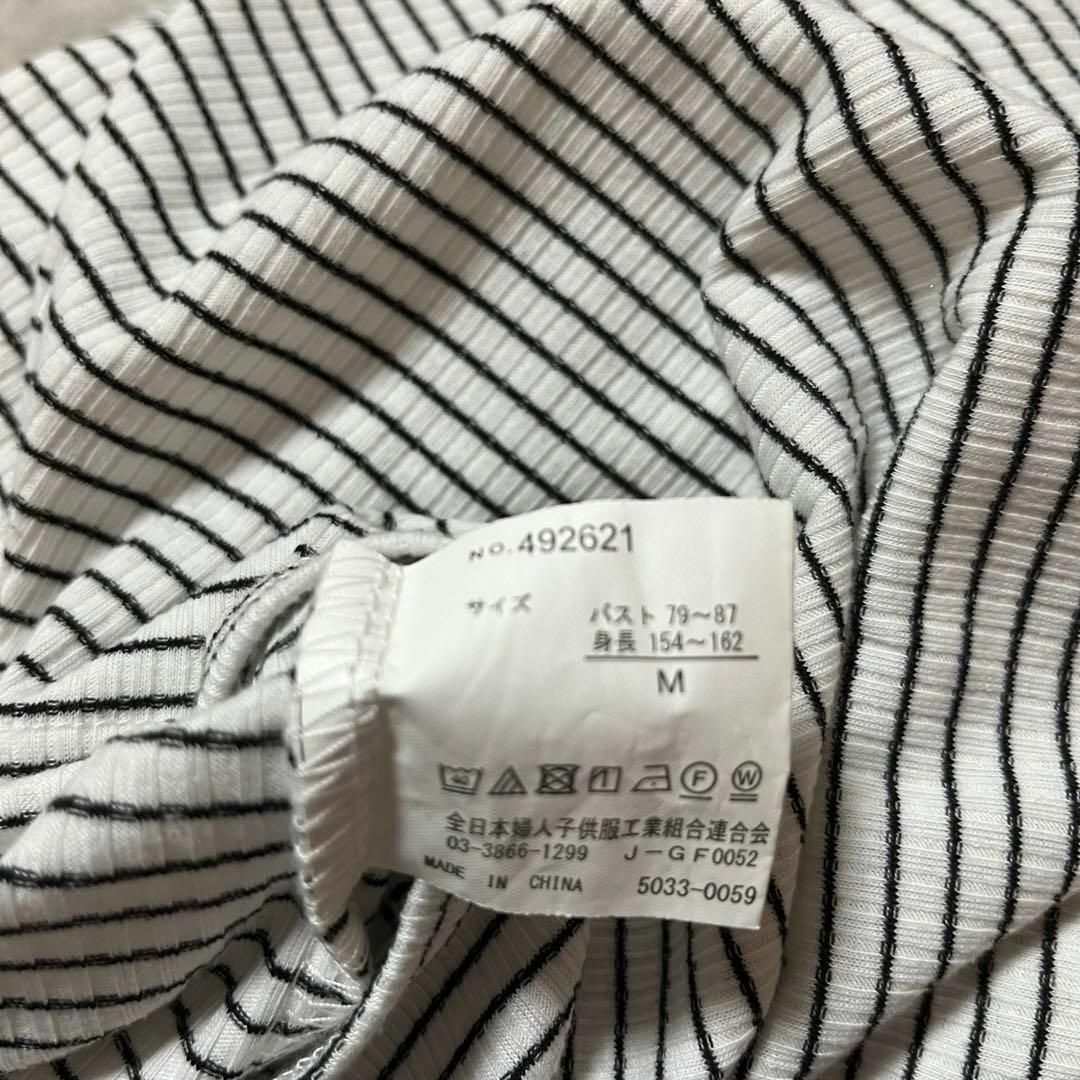 NO.492621
サイズ
バスト 79～87
身長 154～162
M
40
F
W
全日本婦人子供服工業組合連合会
03-3866-1299 J-GF0052
MADE IN CHINA 5033-0059